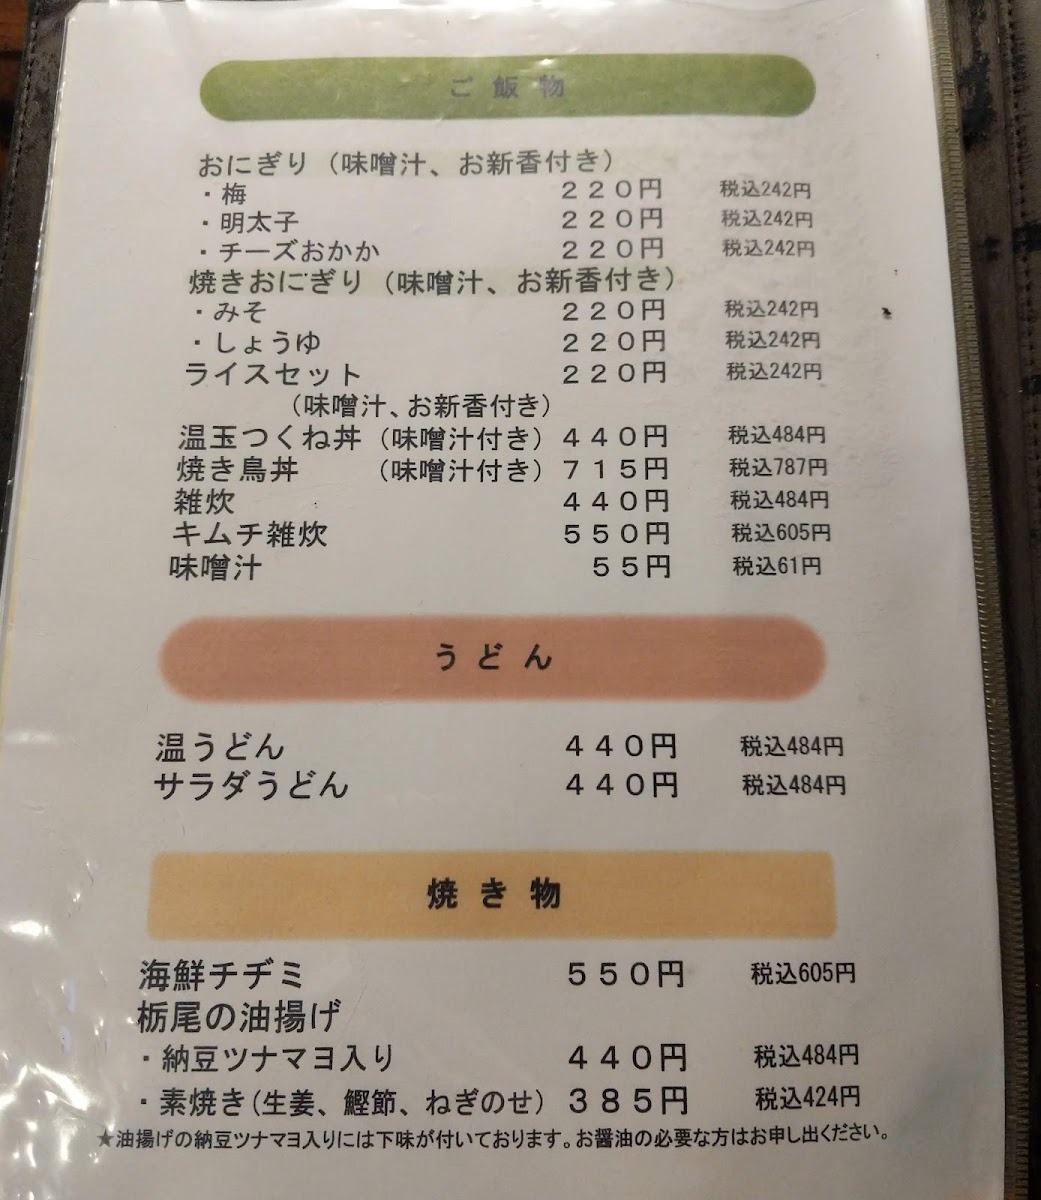 ご飯物
おにぎり（味噌汁、お新香付き）
・梅 ２２０円 税込242円
・明太子 ２２０円 税込242円
・チーズおかか ２２０円 税込242円
焼きおにぎり（味噌汁、お新香付き）
・みそ ２２０円 税込242円
・しょうゆ ２２０円 税込242円
ライスセット ２２０円 税込242円
（味噌汁、お新香付き）
温玉つくね丼（味噌汁付き）４４０円 税込484円
焼き鳥丼 （味噌汁付き）７１５円 税込787円
雑炊 ４４０円 税込484円
キムチ雑炊 ５５０円 税込605円
味噌汁 ５５円 税込61円
うどん
温うどん ４４０円 税込484円
サラダうどん ４４０円 税込484円
焼き物
海鮮チヂミ ５５０円 税込605円
栃尾の油揚げ
・納豆ツナマヨ入り ４４０円 税込484円
・素焼き(生姜、鰹節、ねぎのせ） ３８５円 税込424円
★油揚げの納豆ツナマヨ入りには下味が付いております。お醤油の必要な方はお申し出ください。